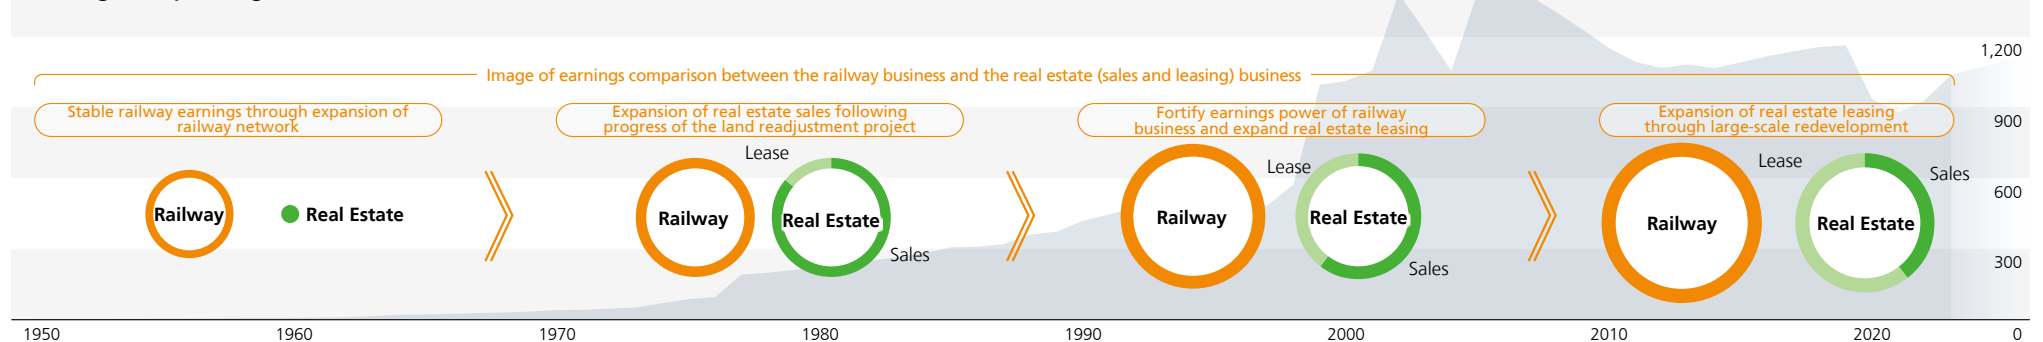 Image of earnings comparison between the railway business and the real estate (sales and leasing) business
Stable railway earnings through expansion of
railway network
Expansion of real estate sales following
progress of the land readjustment project
Fortify earnings power of railway
business and expand real estate leasing
Expansion of real estate leasing
through large-scale redevelopment
Railway
Real Estate
Lease
Railway
Real Estate
Sales
Lease
Railway
Real Estate
Sales
Lease
Sales
Railway
Real Estate
1,200
900
600
300
0
1950
1960
1970
1980
1990
2000
2010
2020